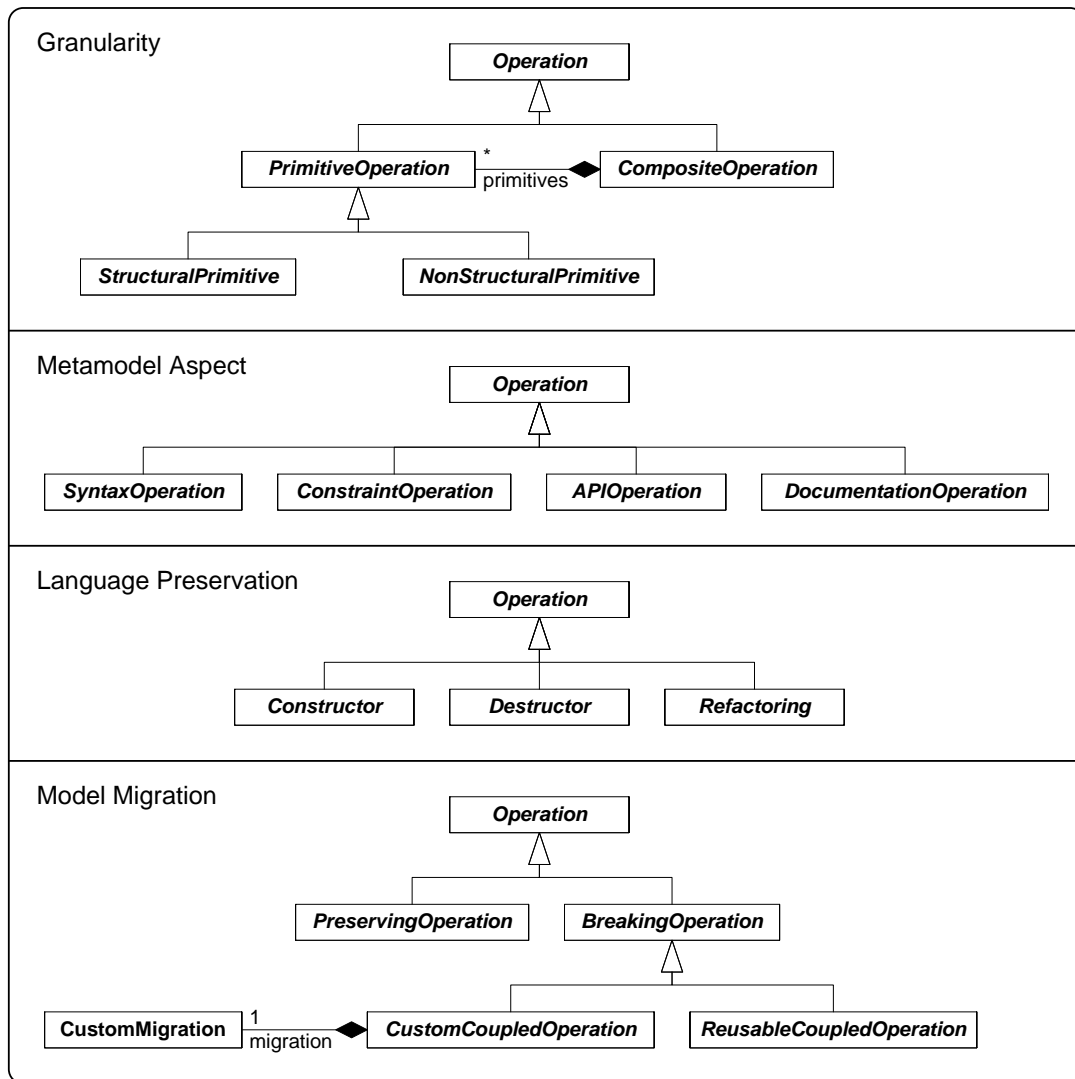 Granularity
Operation
*
PrimitiveOperation
primitives
CompositeOperation
StructuralPrimitive
NonStructuralPrimitive
Metamodel Aspect
Operation
SyntaxOperation
ConstraintOperation
APIOperation
DocumentationOperation
Language Preservation
Operation
Constructor
Destructor
Refactoring
Model Migration
Operation
PreservingOperation
BreakingOperation
CustomMigration
1
migration
CustomCoupledOperation
ReusableCoupledOperation